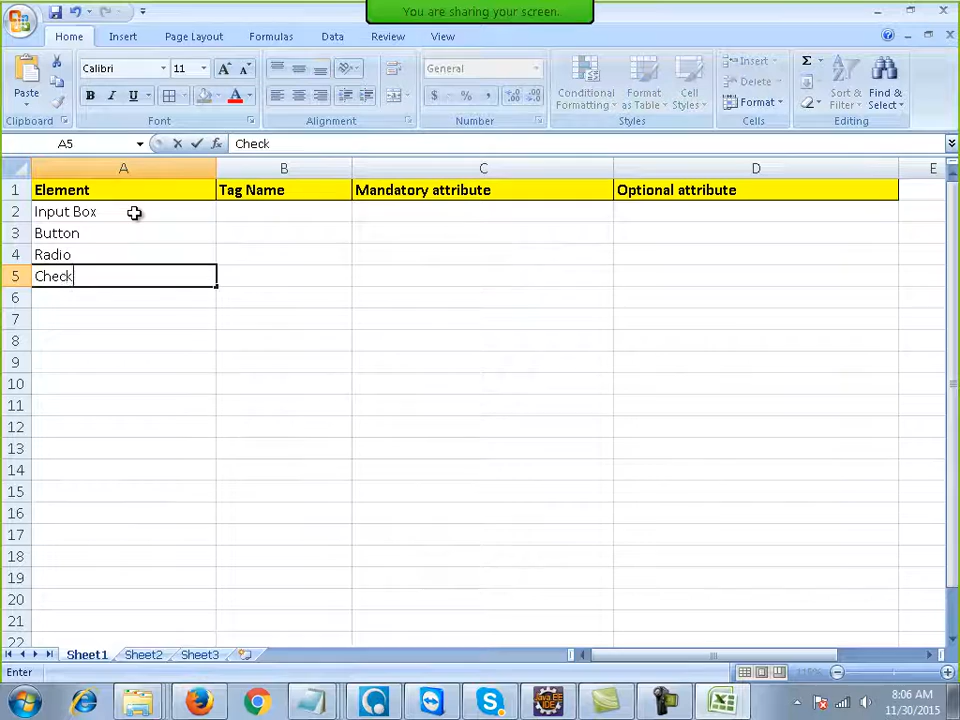 You are sharing your screen.
Home Insert Page Layout Formulas Data Review View
Paste
Calibri 11
B I U
A A
General
$ % ,
Conditional Formatting
Format as Table
Cell Styles
Insert
Delete
Format
Σ
Sort & Filter
Find & Select
Clipboard Font Alignment Number Styles Cells Editing
A5 fx Check
A B C D E
1 Element Tag Name Mandatory attribute Optional attribute
2 Input Box
3 Button
4 Radio
5 Check
6
7
8
9
10
11
12
13
14
15
16
17
18
19
20
21
22
Sheet1 Sheet2 Sheet3
Enter 115%
8:06 AM
11/30/2015